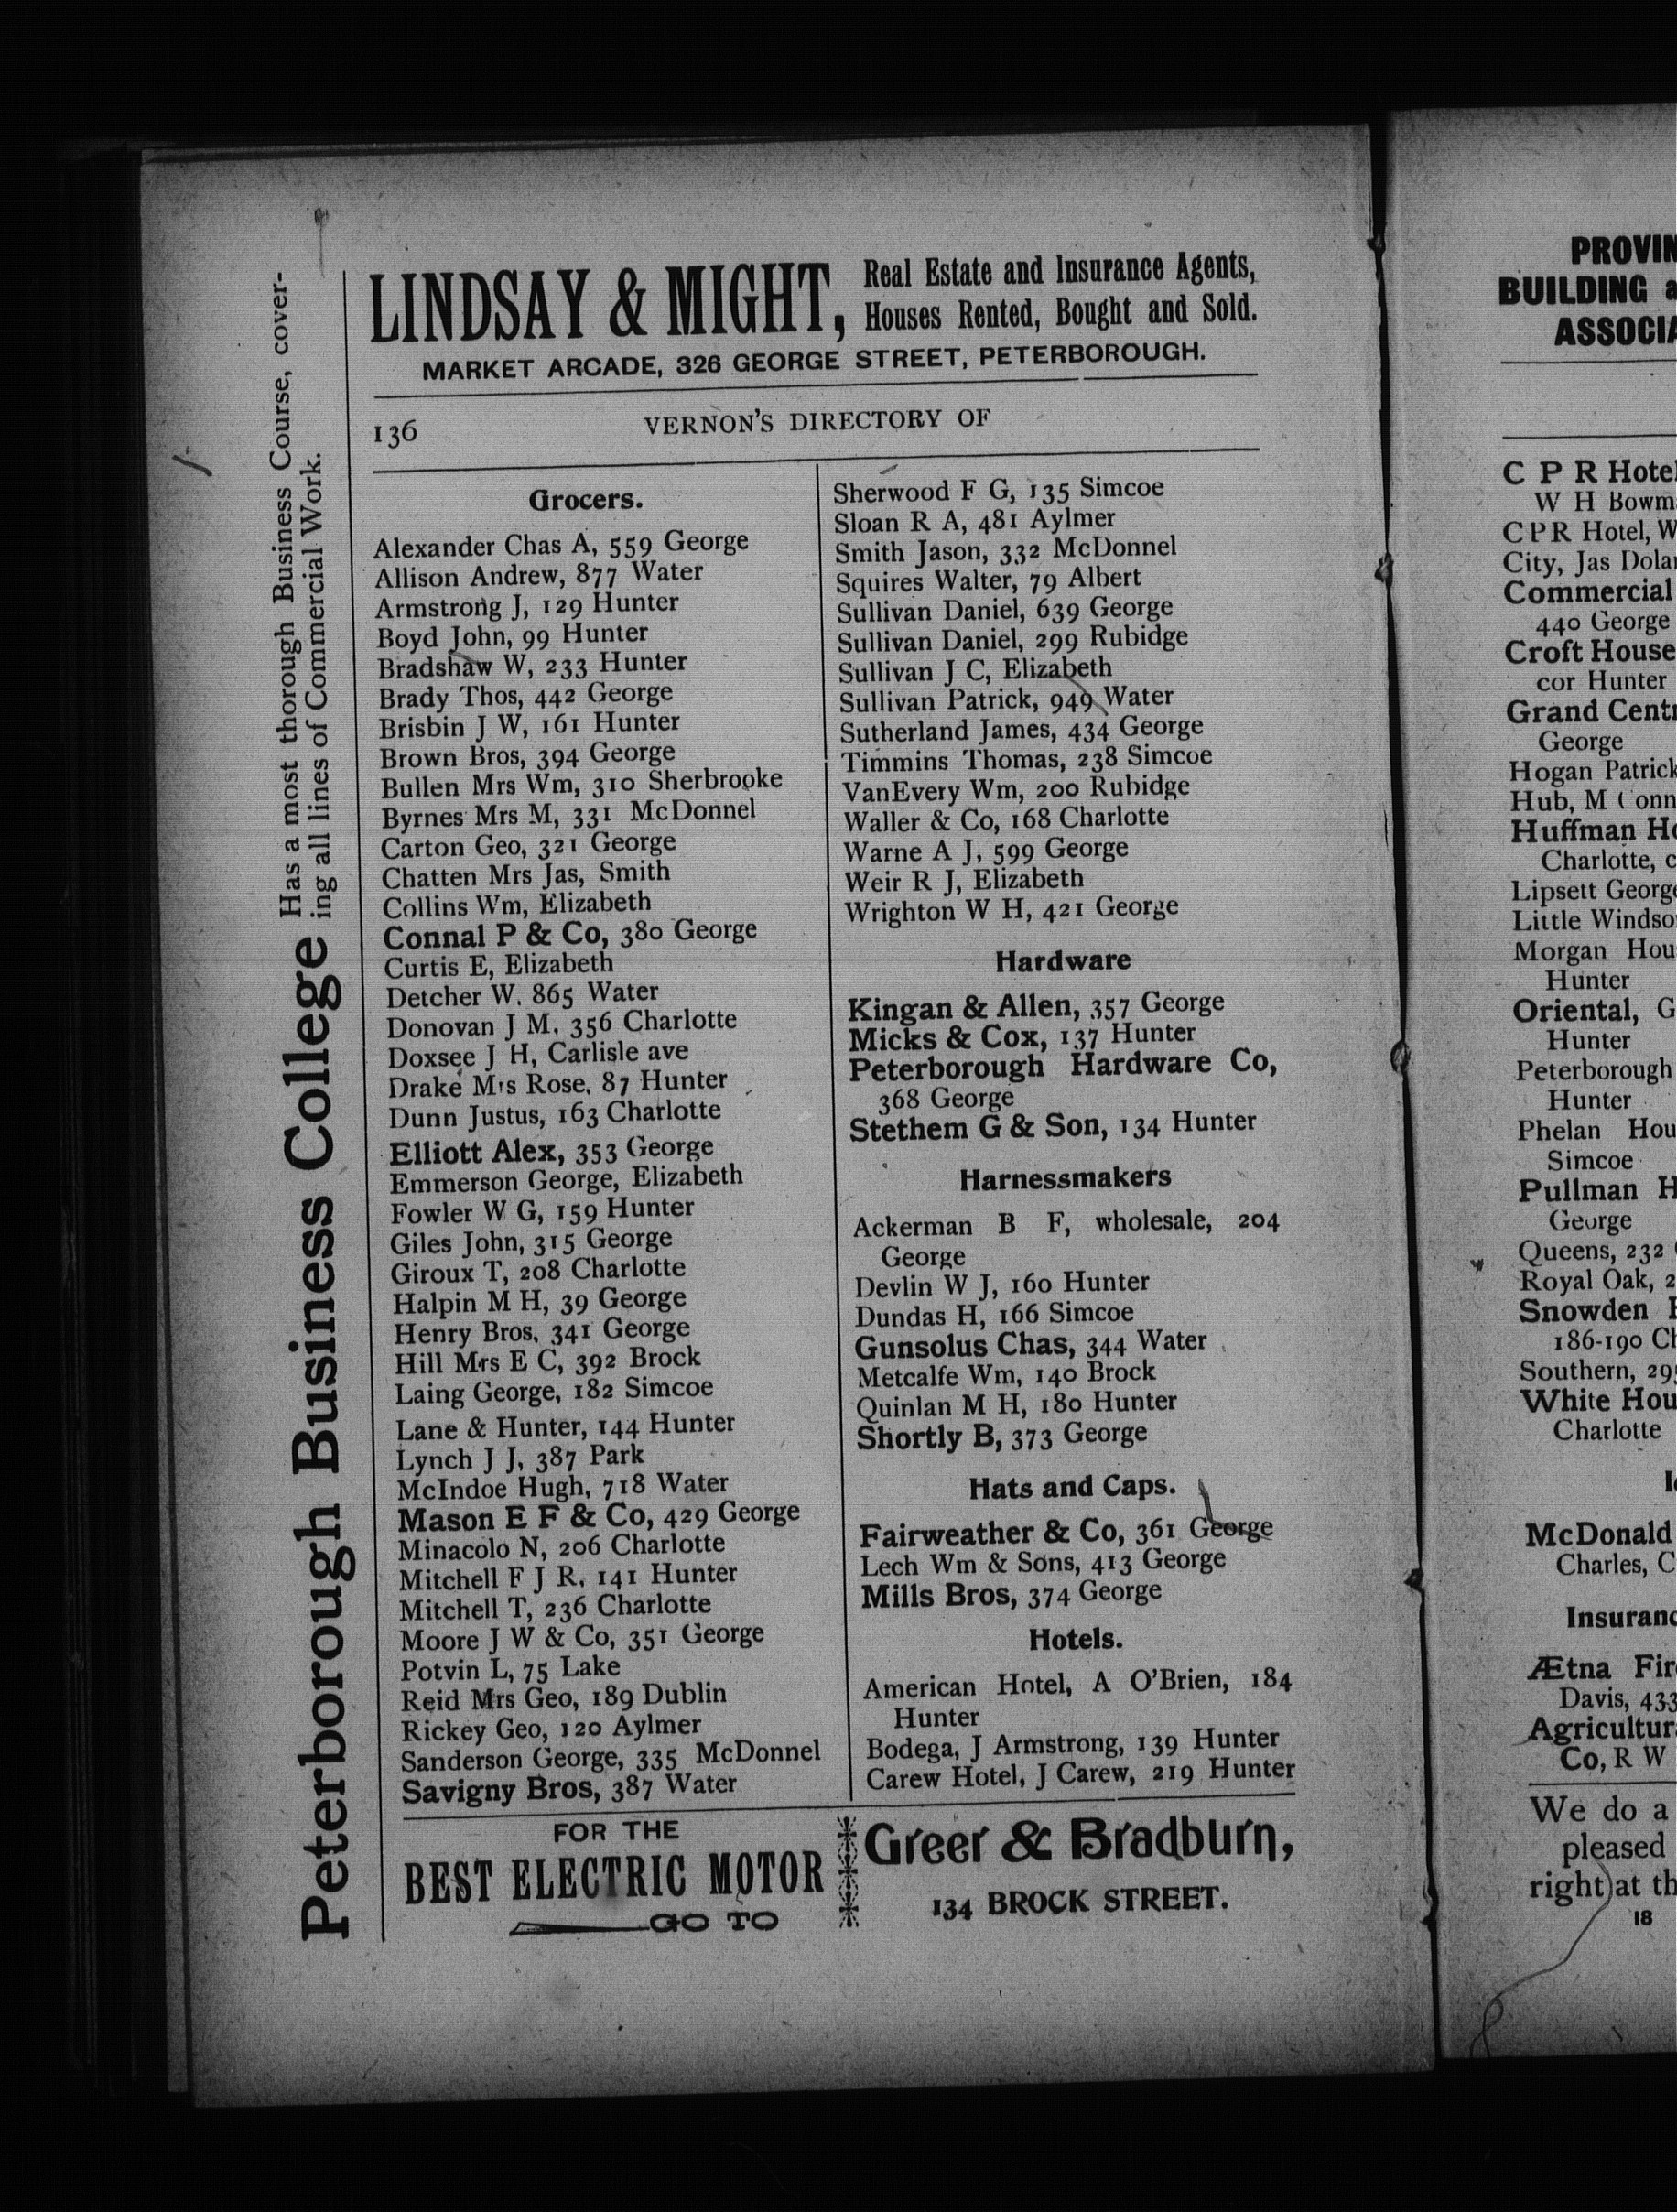 LINDSAY & MIGHT, Real Estate and Insurance Agents,
Houses Rented, Bought and Sold.
MARKET ARCADE, 326 GEORGE STREET, PETERBOROUGH.
136 VERNON'S DIRECTORY OF
Peterborough Business College Has a most thorough Business Course, cover-
ing all lines of Commercial Work.
Grocers.
Alexander Chas A, 559 George
Allison Andrew, 877 Water
Armstrong J, 129 Hunter
Boyd John, 99 Hunter
Bradshaw W, 233 Hunter
Brady Thos, 442 George
Brisbin J W, 161 Hunter
Brown Bros, 394 George
Bullen Mrs Wm, 310 Sherbrooke
Byrnes Mrs M, 331 McDonnel
Carton Geo, 321 George
Chatten Mrs Jas, Smith
Collins Wm, Elizabeth
Connal P & Co, 380 George
Curtis E, Elizabeth
Detcher W. 865 Water
Donovan J M, 356 Charlotte
Doxsee J H, Carlisle ave
Drake Mrs Rose, 87 Hunter
Dunn Justus, 163 Charlotte
Elliott Alex, 353 George
Emmerson George, Elizabeth
Fowler W G, 159 Hunter
Giles John, 315 George
Giroux T, 208 Charlotte
Halpin M H, 39 George
Henry Bros, 341 George
Hill Mrs E C, 392 Brock
Laing George, 182 Simcoe
Lane & Hunter, 144 Hunter
Lynch J J, 387 Park
McIndoe Hugh, 718 Water
Mason E F & Co, 429 George
Minacolo N, 206 Charlotte
Mitchell F J R, 141 Hunter
Mitchell T, 236 Charlotte
Moore J W & Co, 351 George
Potvin L, 75 Lake
Reid Mrs Geo, 189 Dublin
Rickey Geo, 120 Aylmer
Sanderson George, 335 McDonnel
Savigny Bros, 387 Water
Sherwood F G, 135 Simcoe
Sloan R A, 481 Aylmer
Smith Jason, 332 McDonnel
Squires Walter, 79 Albert
Sullivan Daniel, 639 George
Sullivan Daniel, 299 Rubidge
Sullivan J C, Elizabeth
Sullivan Patrick, 949 Water
Sutherland James, 434 George
Timmins Thomas, 238 Simcoe
VanEvery Wm, 200 Rubidge
Waller & Co, 168 Charlotte
Warne A J, 599 George
Weir R J, Elizabeth
Wrighton W H, 421 George
Hardware
Kingan & Allen, 357 George
Micks & Cox, 137 Hunter
Peterborough Hardware Co,
368 George
Stethem G & Son, 134 Hunter
Harnessmakers
Ackerman B F, wholesale, 204
George
Devlin W J, 160 Hunter
Dundas H, 166 Simcoe
Gunsolus Chas, 344 Water
Metcalfe Wm, 140 Brock
Quinlan M H, 180 Hunter
Shortly B, 373 George
Hats and Caps.
Fairweather & Co, 361 George
Lech Wm & Sons, 413 George
Mills Bros, 374 George
Hotels.
American Hotel, A O'Brien, 184
Hunter
Bodega, J Armstrong, 139 Hunter
Carew Hotel, J Carew, 219 Hunter
FOR THE
BEST ELECTRIC MOTOR
GO TO
Greer & Bradburn,
134 BROCK STREET.
PROVIN
BUILDING a
ASSOCIA
C P R Hotel
W H Bowm
C P R Hotel, W
City, Jas Dolan
Commercial
440 George
Croft House
cor Hunter
Grand Centr
George
Hogan Patrick
Hub, M Conn
Huffman Ho
Charlotte, c
Lipsett George
Little Windso
Morgan Hou
Hunter
Oriental, G
Hunter
Peterborough
Hunter
Phelan Hou
Simcoe
Pullman H
George
Queens, 232
Royal Oak, 2
Snowden
186-190 Ch
Southern, 29
White Hou
Charlotte
McDonald
Charles, C
Insuranc
Ætna Fire
Davis, 433
Agricultur
Co, R W
We do a
pleased
right at th
18